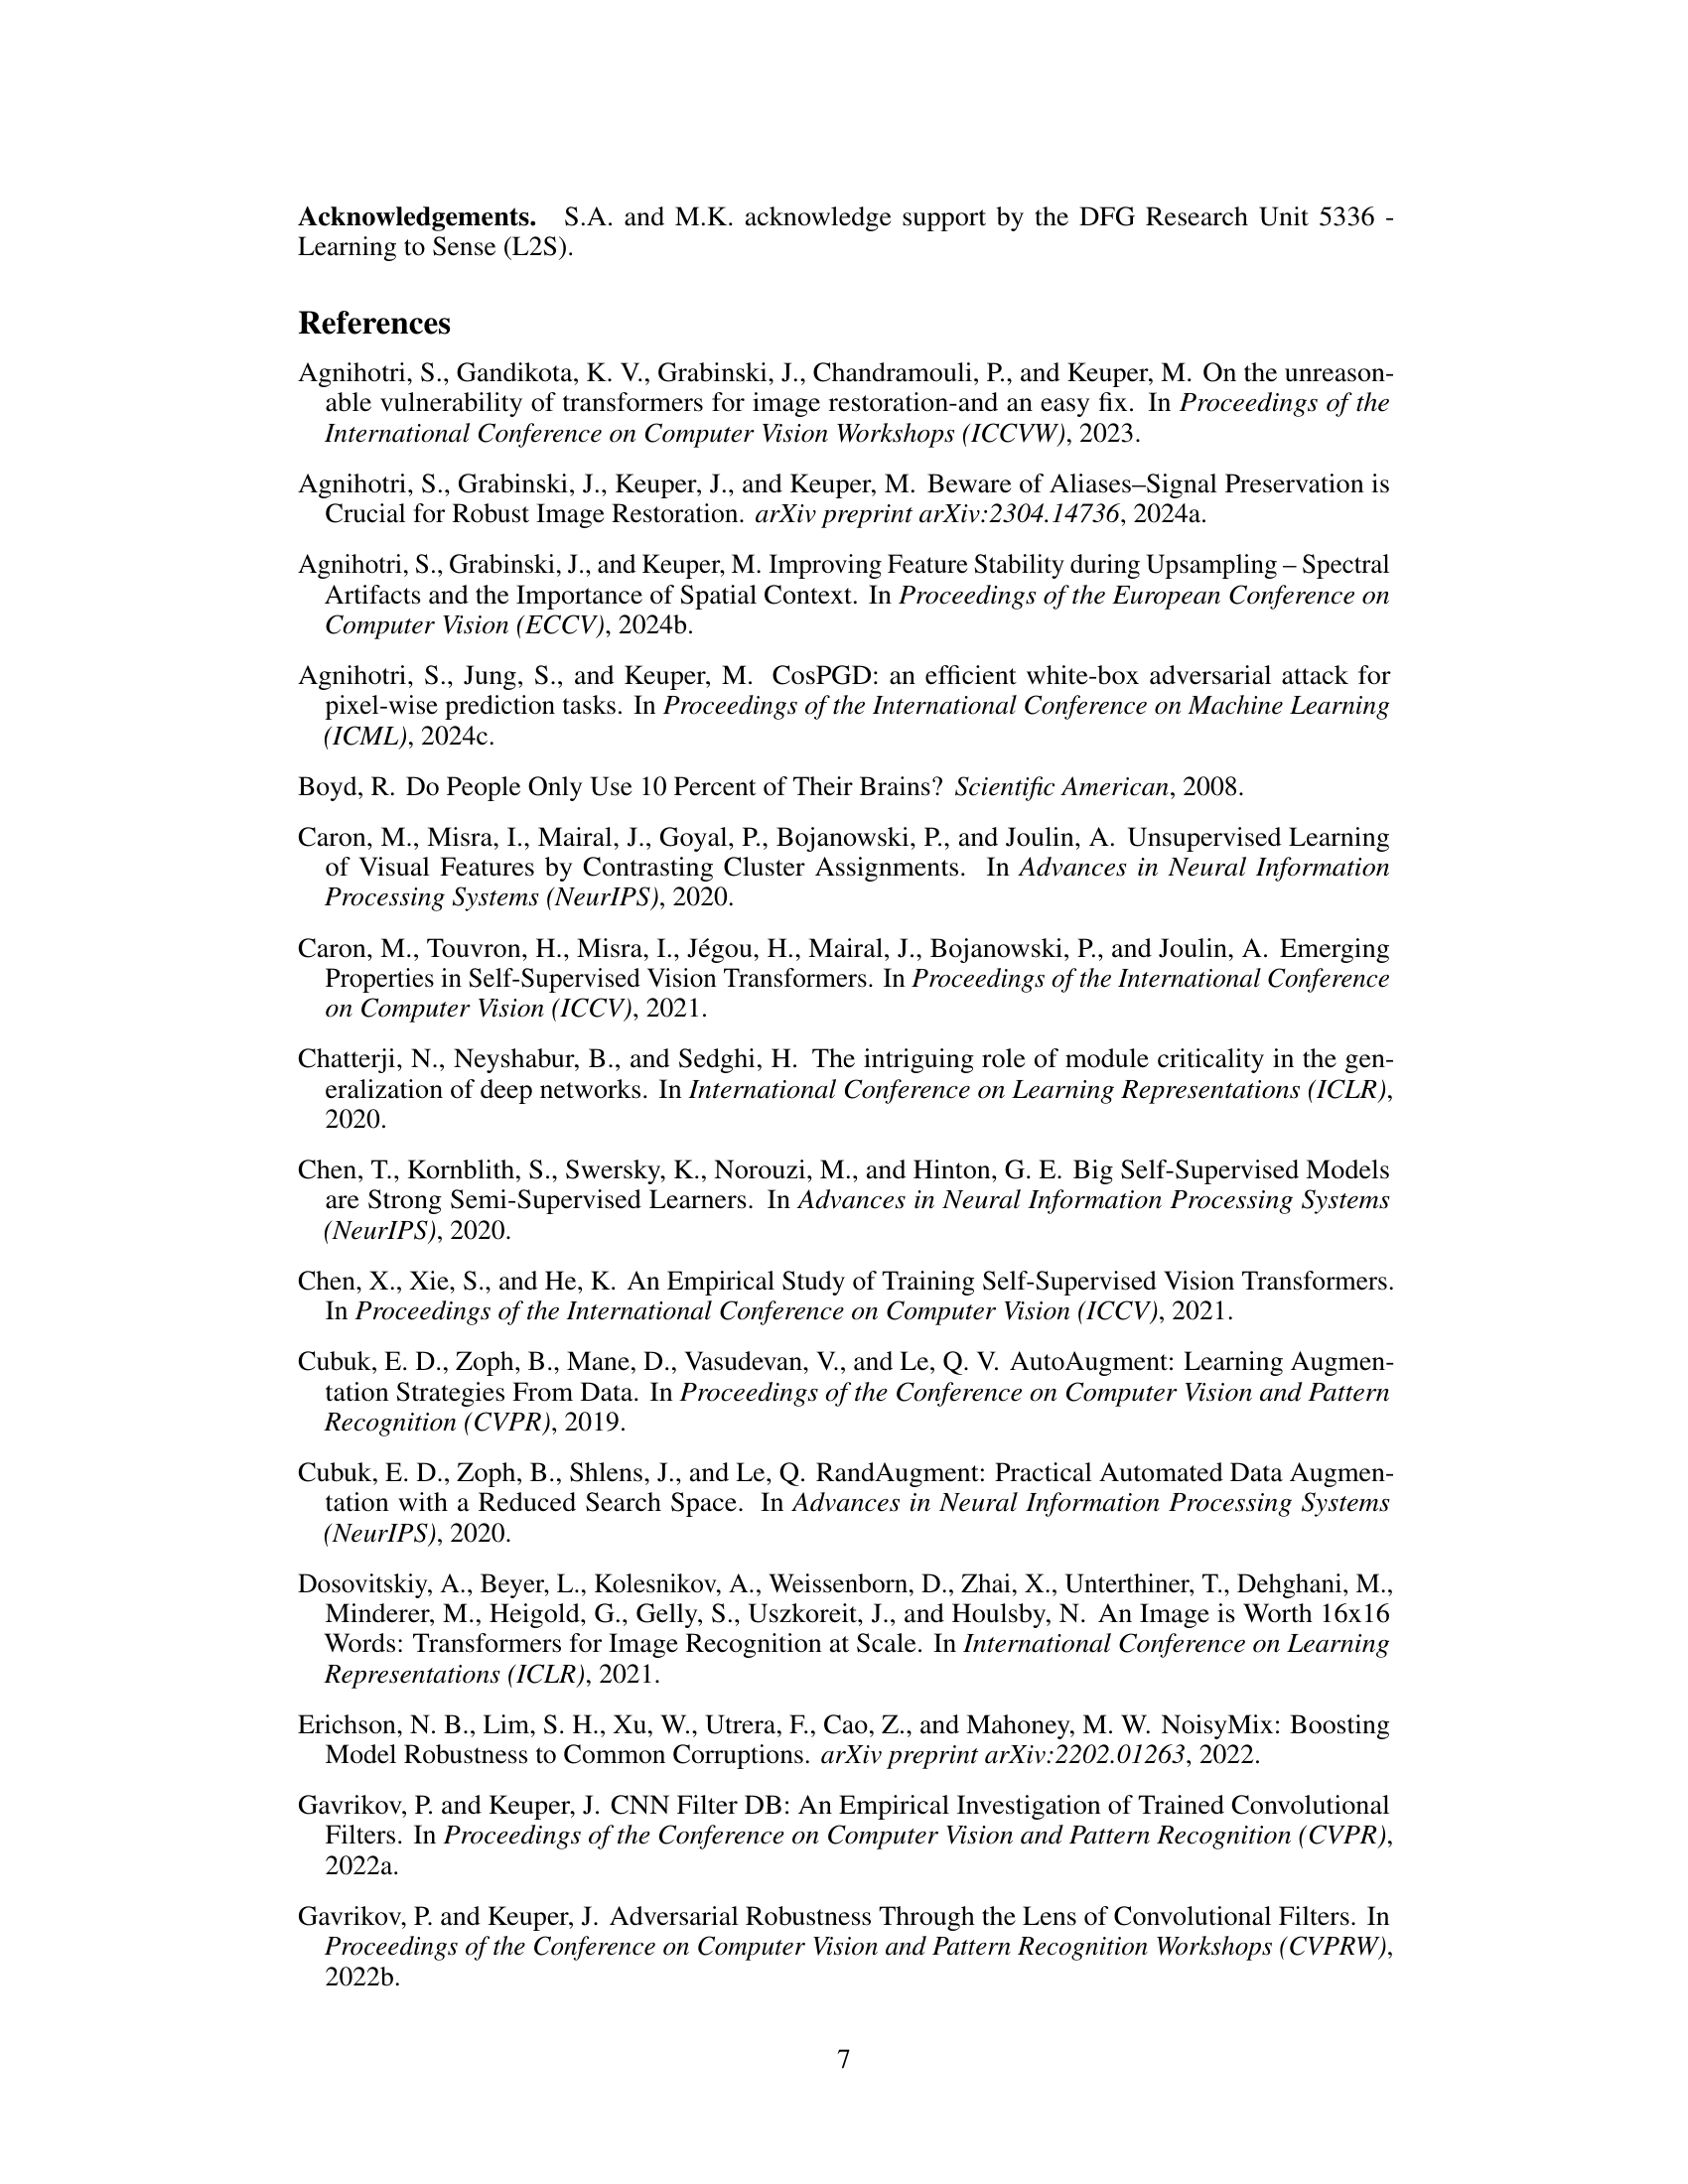 Acknowledgements. S.A. and M.K. acknowledge support by the DFG Research Unit 5336 -
Learning to Sense (L2S).
References
Agnihotri, S., Gandikota, K. V., Grabinski, J., Chandramouli, P., and Keuper, M. On the unreason-
able vulnerability of transformers for image restoration-and an easy fix. In Proceedings of the
International Conference on Computer Vision Workshops (ICCVW), 2023.
Agnihotri, S., Grabinski, J., Keuper, J., and Keuper, M. Beware of Aliases–Signal Preservation is
Crucial for Robust Image Restoration. arXiv preprint arXiv:2304.14736, 2024a.
Agnihotri, S., Grabinski, J., and Keuper, M. Improving Feature Stability during Upsampling – Spectral
Artifacts and the Importance of Spatial Context. In Proceedings of the European Conference on
Computer Vision (ECCV), 2024b.
Agnihotri, S., Jung, S., and Keuper, M. CosPGD: an efficient white-box adversarial attack for
pixel-wise prediction tasks. In Proceedings of the International Conference on Machine Learning
(ICML), 2024c.
Boyd, R. Do People Only Use 10 Percent of Their Brains? Scientific American, 2008.
Caron, M., Misra, I., Mairal, J., Goyal, P., Bojanowski, P., and Joulin, A. Unsupervised Learning
of Visual Features by Contrasting Cluster Assignments. In Advances in Neural Information
Processing Systems (NeurIPS), 2020.
Caron, M., Touvron, H., Misra, I., Jégou, H., Mairal, J., Bojanowski, P., and Joulin, A. Emerging
Properties in Self-Supervised Vision Transformers. In Proceedings of the International Conference
on Computer Vision (ICCV), 2021.
Chatterji, N., Neyshabur, B., and Sedghi, H. The intriguing role of module criticality in the gen-
eralization of deep networks. In International Conference on Learning Representations (ICLR),
2020.
Chen, T., Kornblith, S., Swersky, K., Norouzi, M., and Hinton, G. E. Big Self-Supervised Models
are Strong Semi-Supervised Learners. In Advances in Neural Information Processing Systems
(NeurIPS), 2020.
Chen, X., Xie, S., and He, K. An Empirical Study of Training Self-Supervised Vision Transformers.
In Proceedings of the International Conference on Computer Vision (ICCV), 2021.
Cubuk, E. D., Zoph, B., Mane, D., Vasudevan, V., and Le, Q. V. AutoAugment: Learning Augmen-
tation Strategies From Data. In Proceedings of the Conference on Computer Vision and Pattern
Recognition (CVPR), 2019.
Cubuk, E. D., Zoph, B., Shlens, J., and Le, Q. RandAugment: Practical Automated Data Augmen-
tation with a Reduced Search Space. In Advances in Neural Information Processing Systems
(NeurIPS), 2020.
Dosovitskiy, A., Beyer, L., Kolesnikov, A., Weissenborn, D., Zhai, X., Unterthiner, T., Dehghani, M.,
Minderer, M., Heigold, G., Gelly, S., Uszkoreit, J., and Houlsby, N. An Image is Worth 16x16
Words: Transformers for Image Recognition at Scale. In International Conference on Learning
Representations (ICLR), 2021.
Erichson, N. B., Lim, S. H., Xu, W., Utrera, F., Cao, Z., and Mahoney, M. W. NoisyMix: Boosting
Model Robustness to Common Corruptions. arXiv preprint arXiv:2202.01263, 2022.
Gavrikov, P. and Keuper, J. CNN Filter DB: An Empirical Investigation of Trained Convolutional
Filters. In Proceedings of the Conference on Computer Vision and Pattern Recognition (CVPR),
2022a.
Gavrikov, P. and Keuper, J. Adversarial Robustness Through the Lens of Convolutional Filters. In
Proceedings of the Conference on Computer Vision and Pattern Recognition Workshops (CVPRW),
2022b.
7